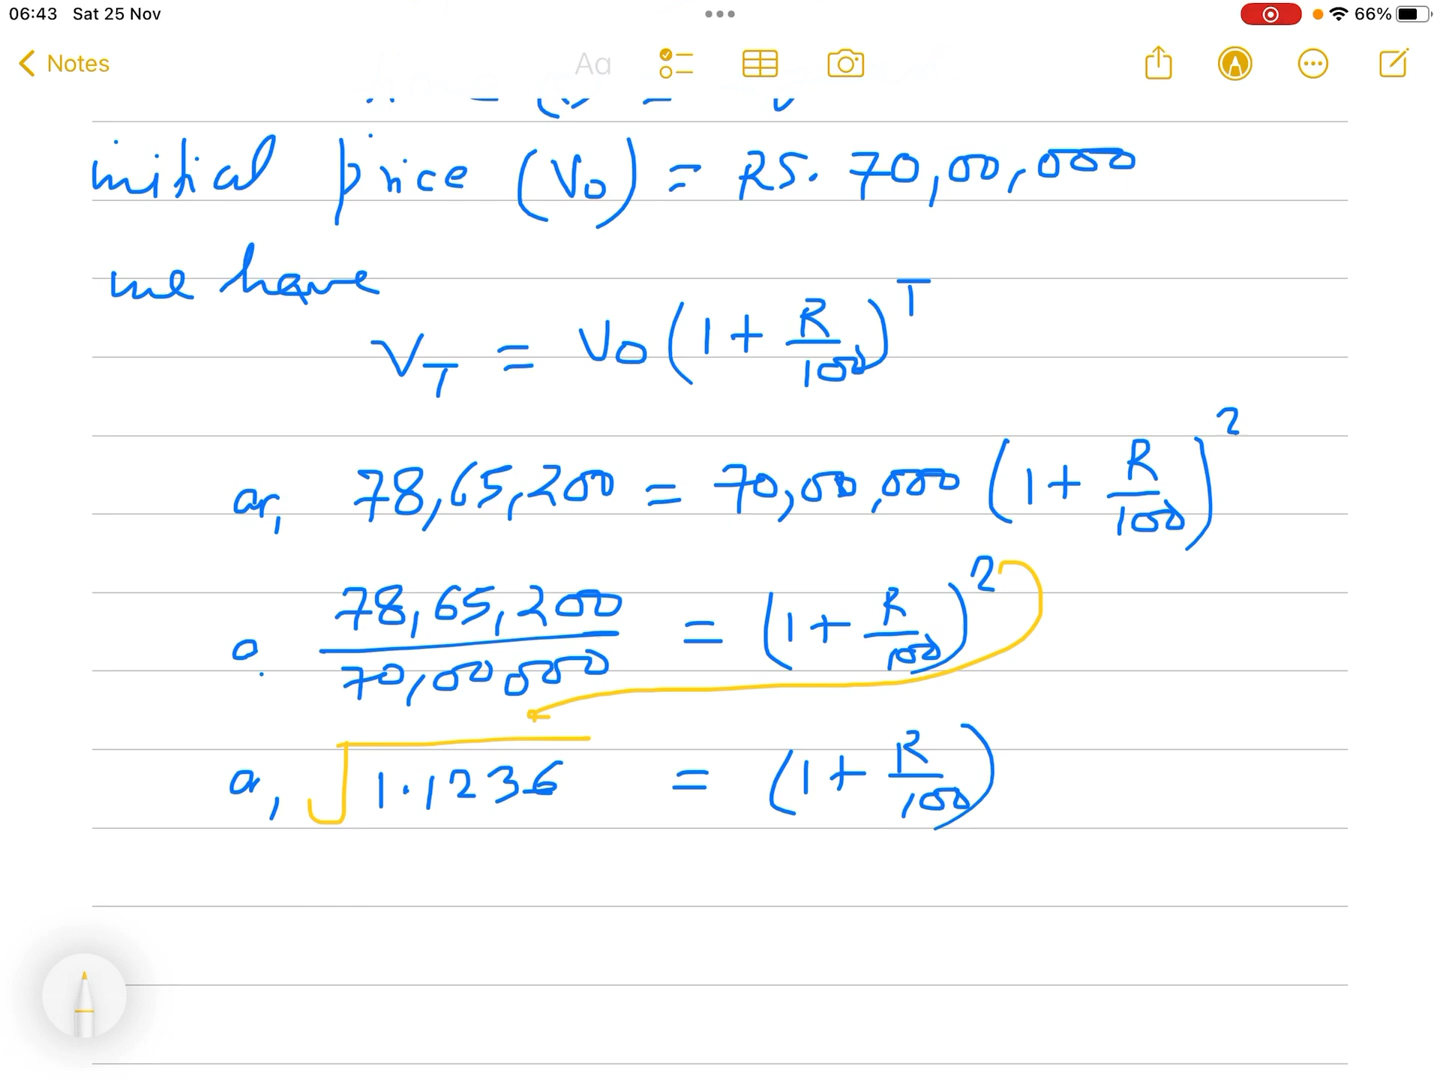 06:43 Sat 25 Nov 66%
Notes Aa
initial price (V0) = RS. 70,00,000
we have
VT = V0 (1 + R/100)^T
or, 78,65,200 = 70,00,000 (1 + R/100)^2
o. 78,65,200/70,00,000 = (1 + R/100)^2
or, √1.1236 = (1 + R/100)